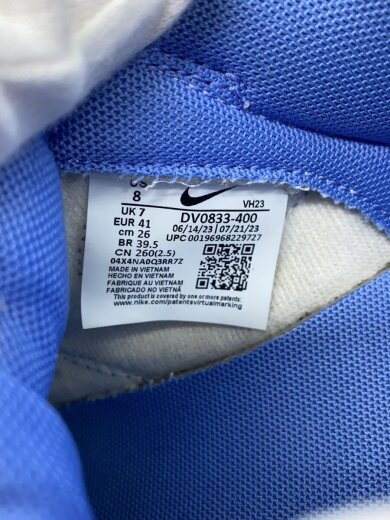 US
8
VH23
UK 7
DV0833-400
EUR 41
06/14/23 07/21/23
cm 26
UPC 00196968229727
BR 39.5
CN 260(2.5)
04X4NA0Q3RR7Z
MADE IN VIETNAM
HECHO EN VIETNAM
FABRIQUE AU VIETNAM
FABRICADO NO VIETNÃ
This product is covered by one or more patents:
www.nike.com/patentsvirtualmarking